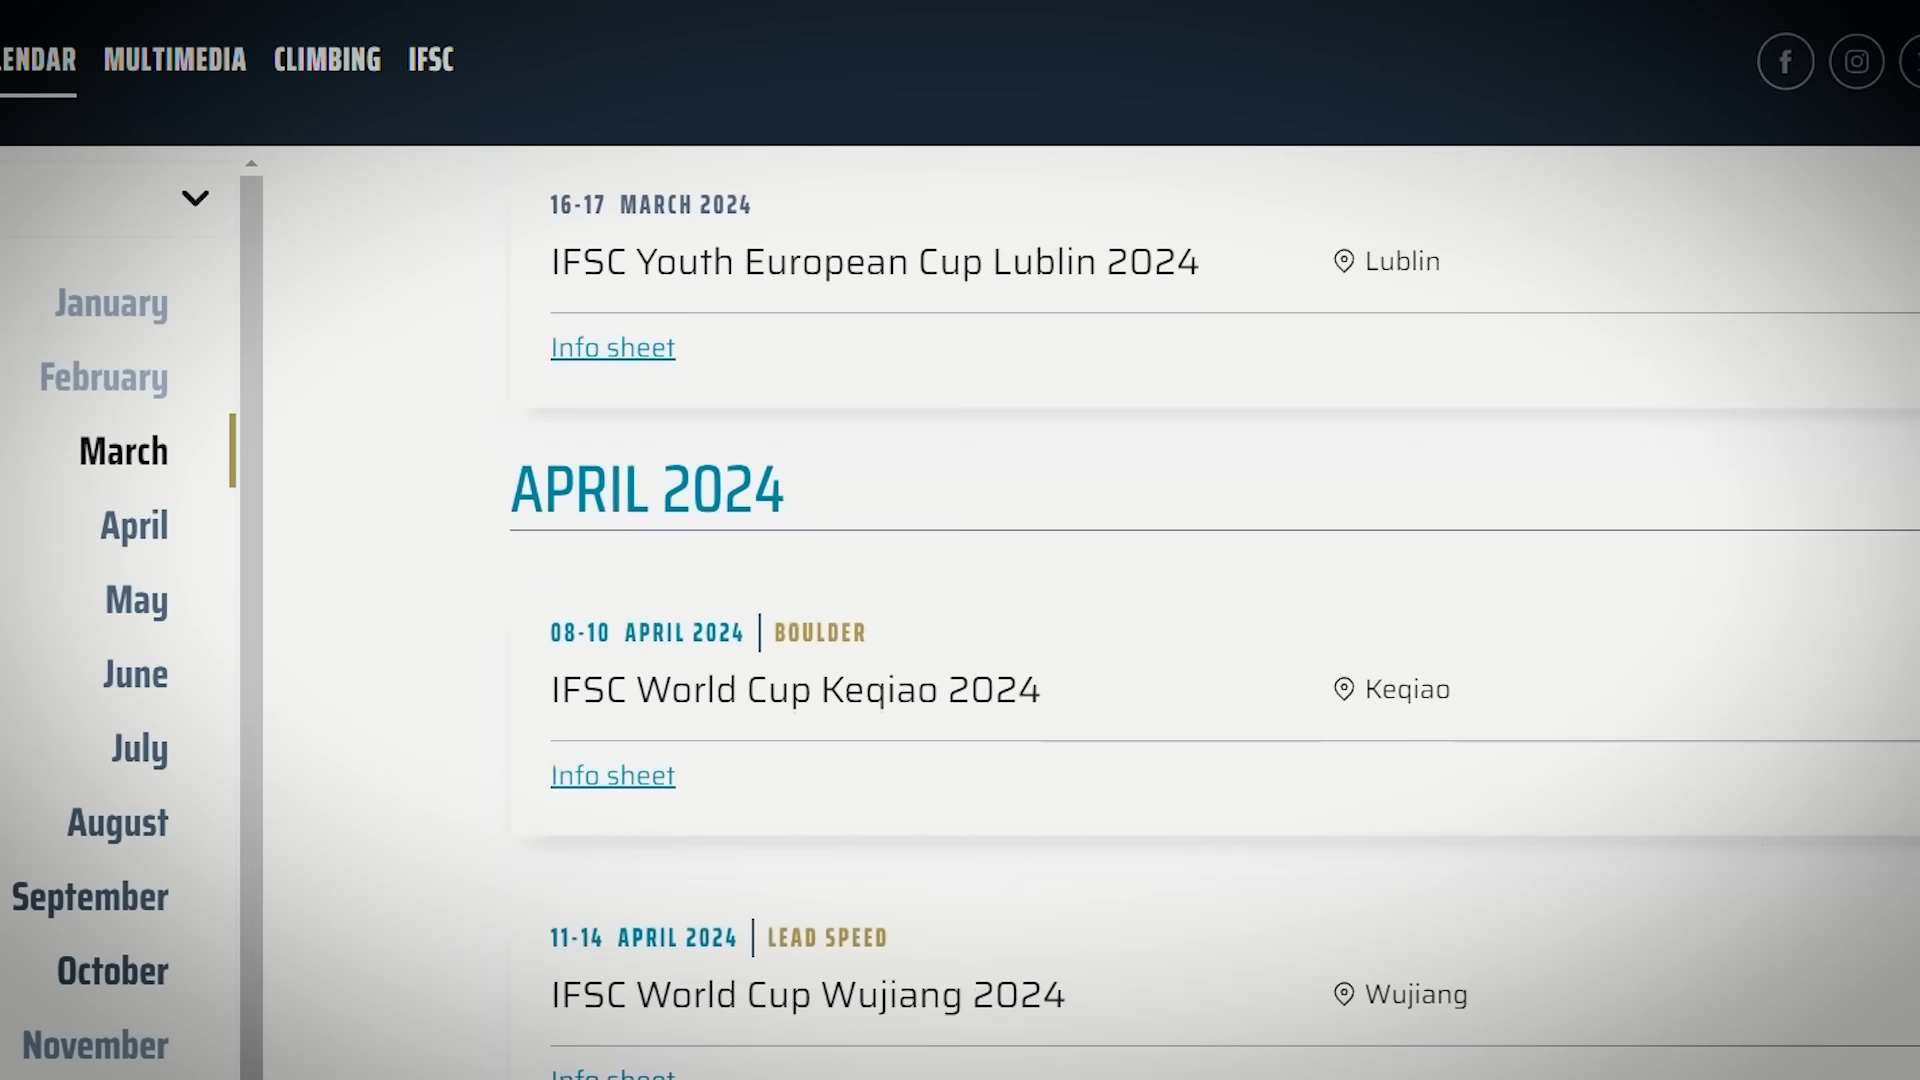 ENDAR MULTIMEDIA CLIMBING IFSC
January
February
March
April
May
June
July
August
September
October
November
16-17 MARCH 2024
IFSC Youth European Cup Lublin 2024
Lublin
Info sheet
APRIL 2024
08-10 APRIL 2024 | BOULDER
IFSC World Cup Keqiao 2024
Keqiao
Info sheet
11-14 APRIL 2024 | LEAD SPEED
IFSC World Cup Wujiang 2024
Wujiang
Info sheet